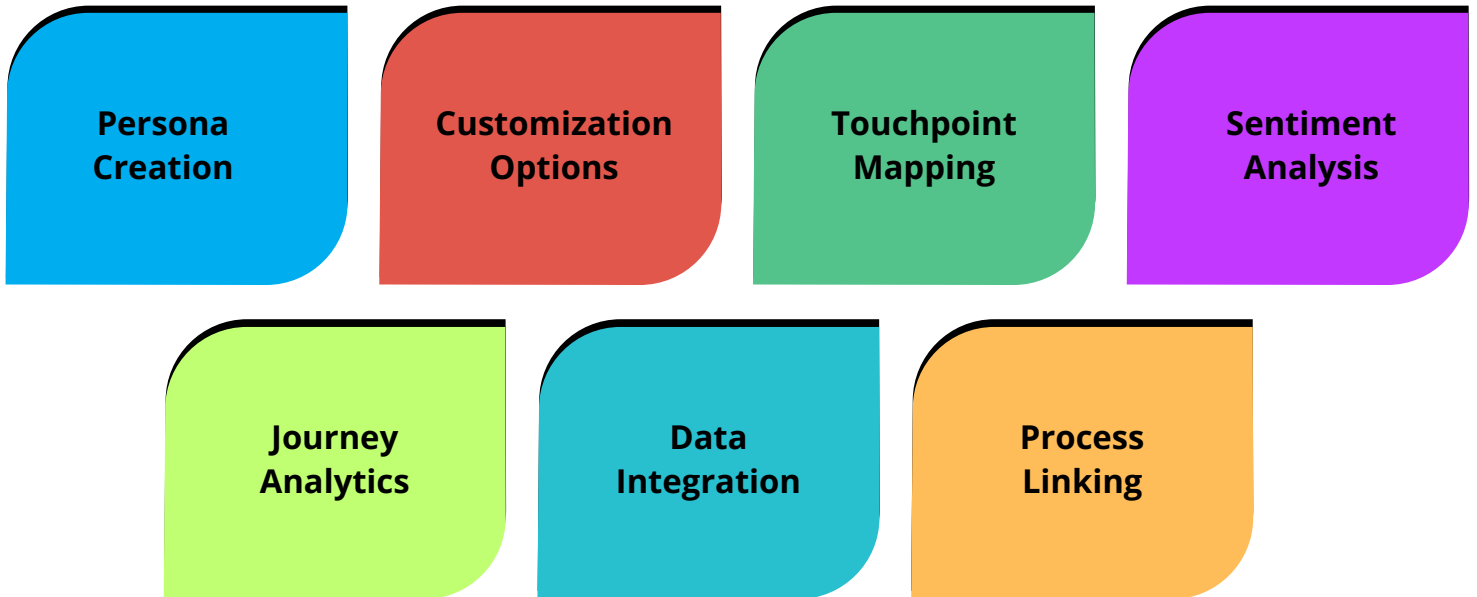 Persona
Creation
Customization
Options
Touchpoint
Mapping
Sentiment
Analysis
Journey
Analytics
Data
Integration
Process
Linking